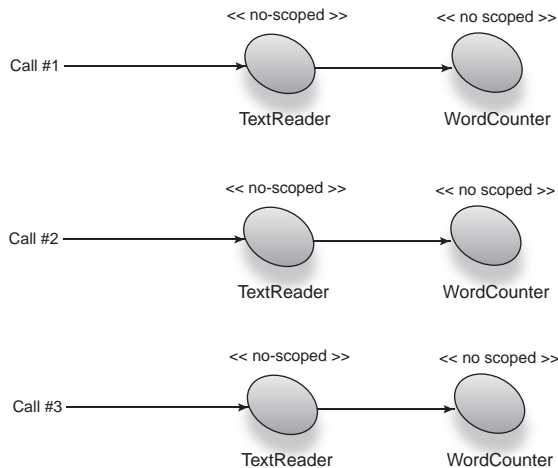 << no-scoped >> << no scoped >>
Call #1
TextReader WordCounter
<< no-scoped >> << no scoped >>
Call #2
TextReader WordCounter
<< no-scoped >> << no scoped >>
Call #3
TextReader WordCounter